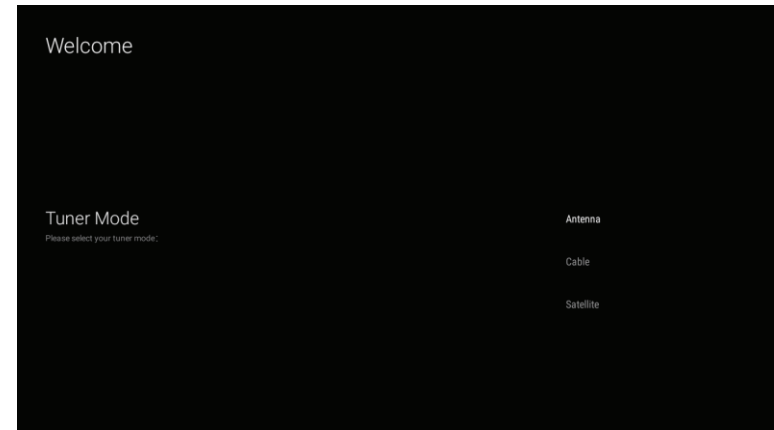 Welcome
Tuner Mode
Please select your tuner mode:
Antenna
Cable
Satellite